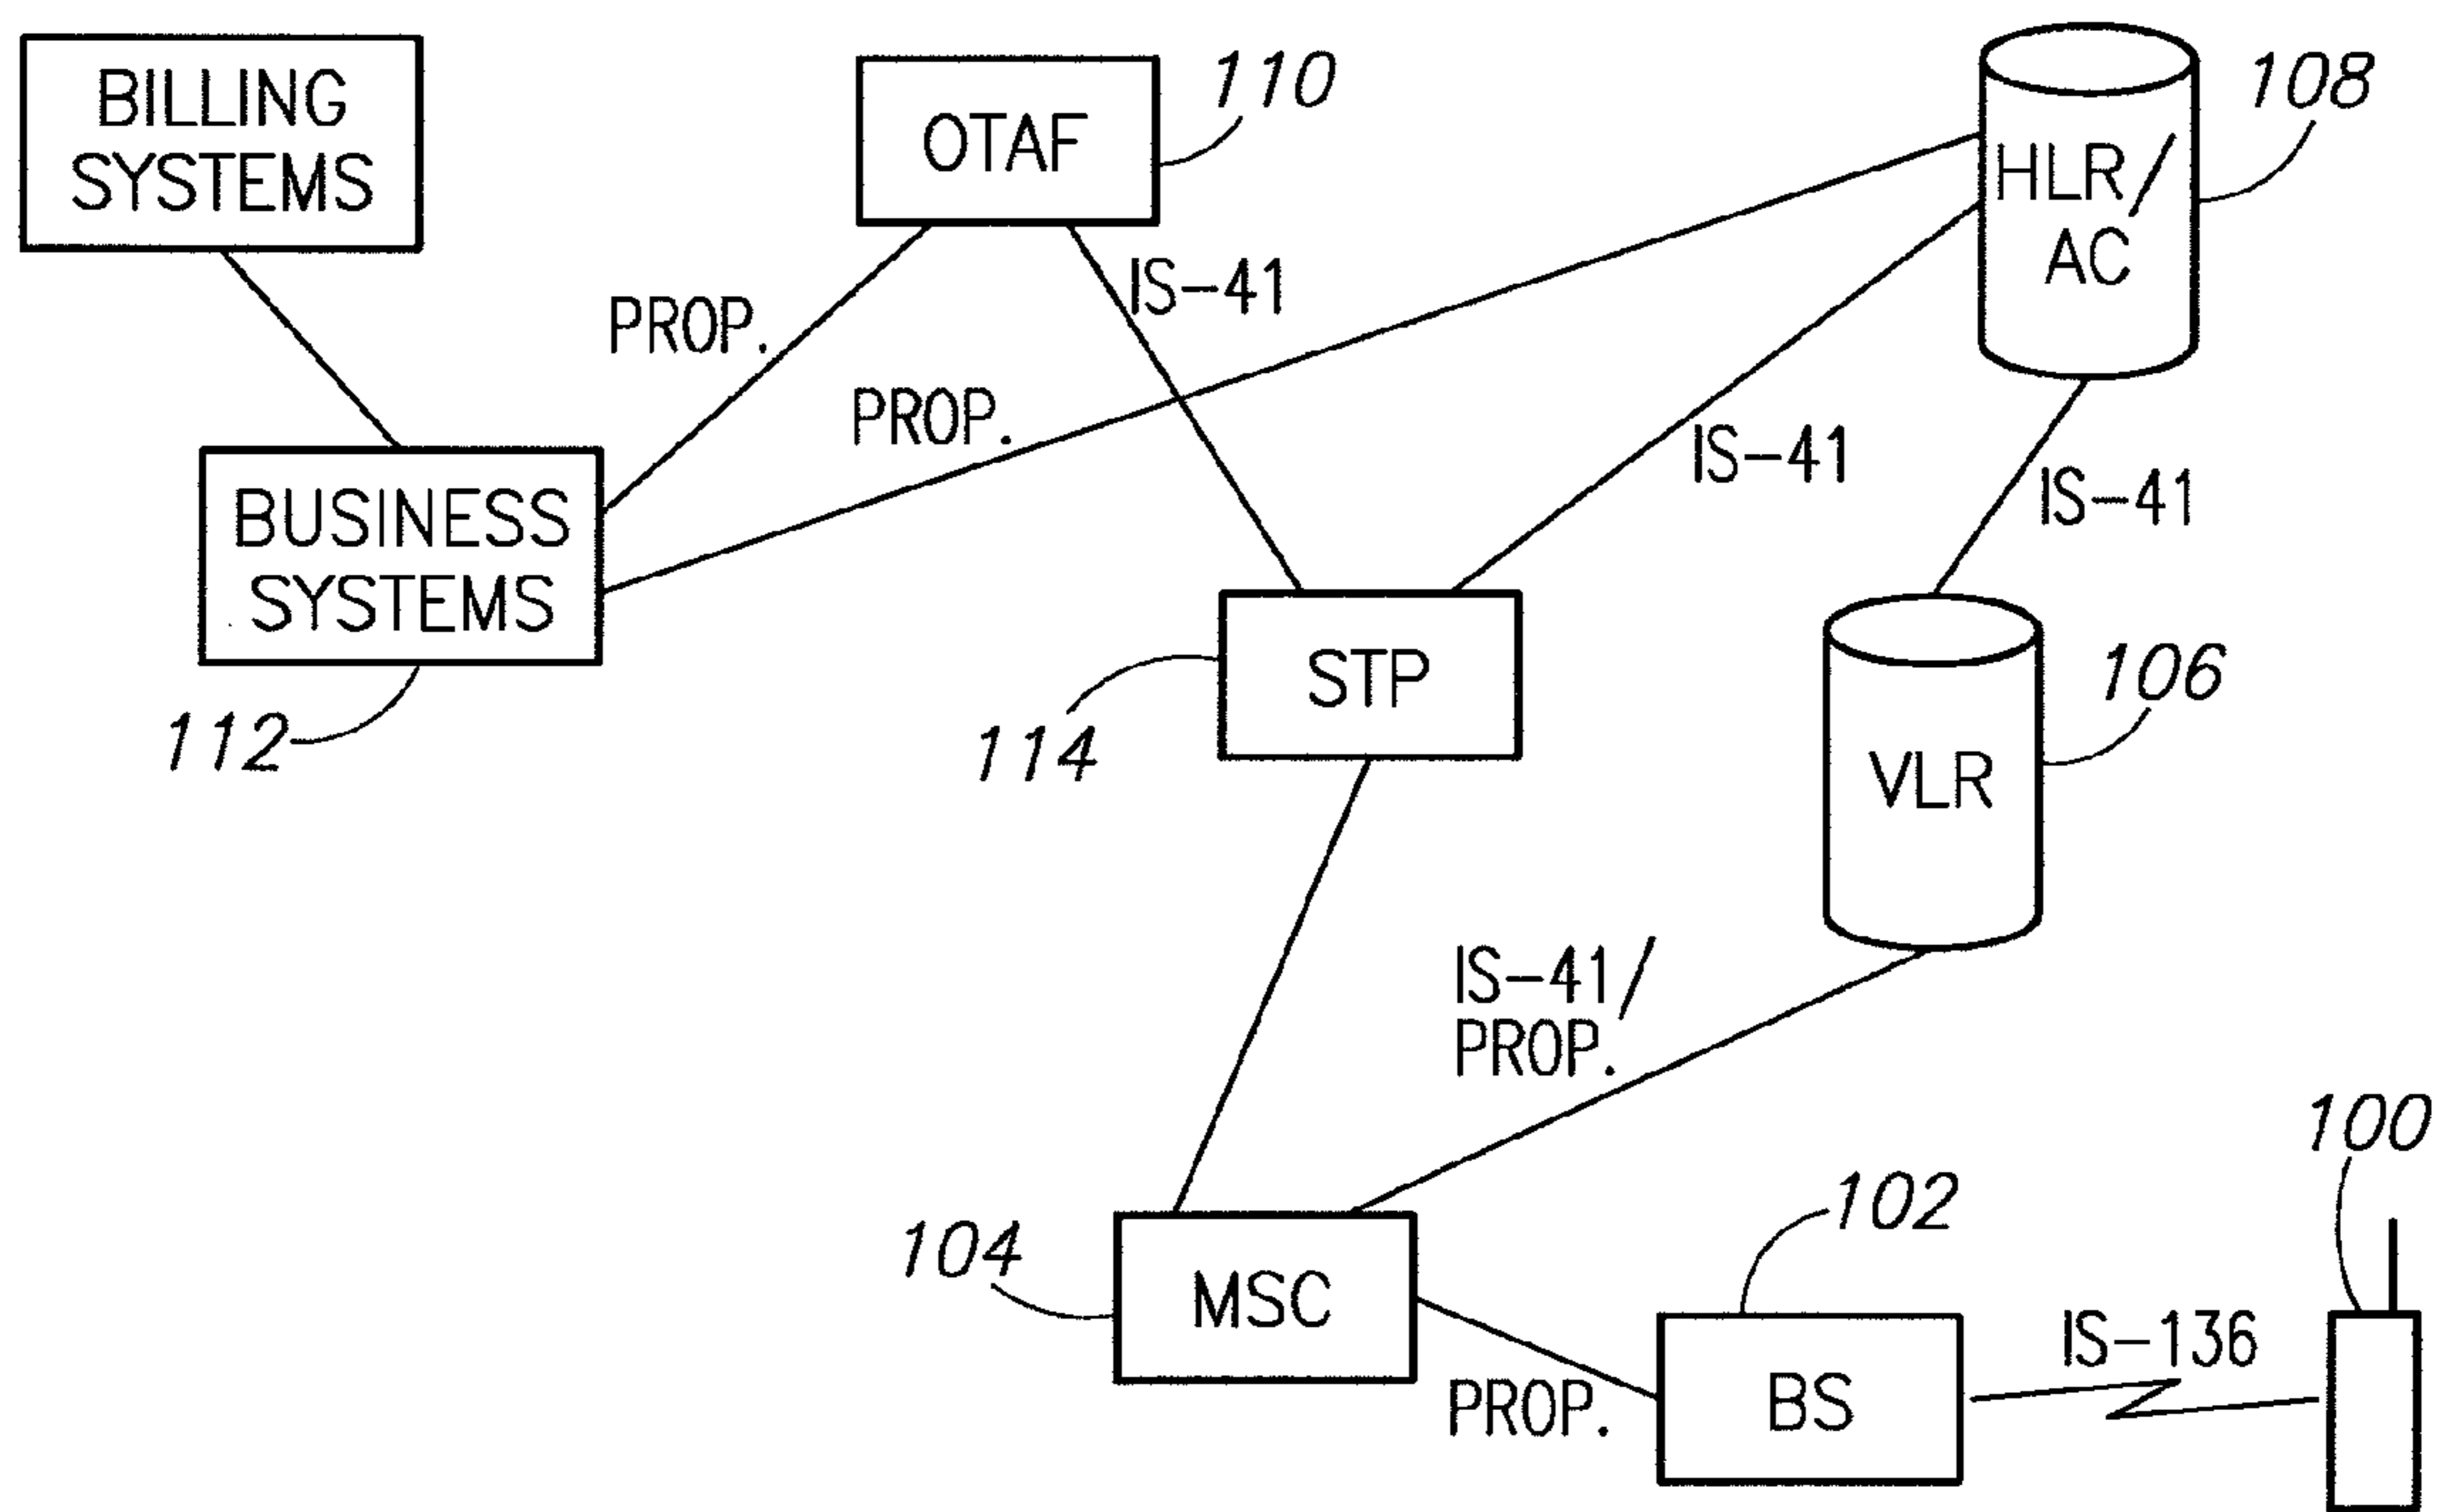 BILLING
SYSTEMS
OTAF
110
HLR/
AC
108
PROP.
IS-41
PROP.
IS-41
IS-41
BUSINESS
SYSTEMS
112
STP
114
VLR
106
IS-41/
PROP.
MSC
104
PROP.
BS
102
IS-136
100